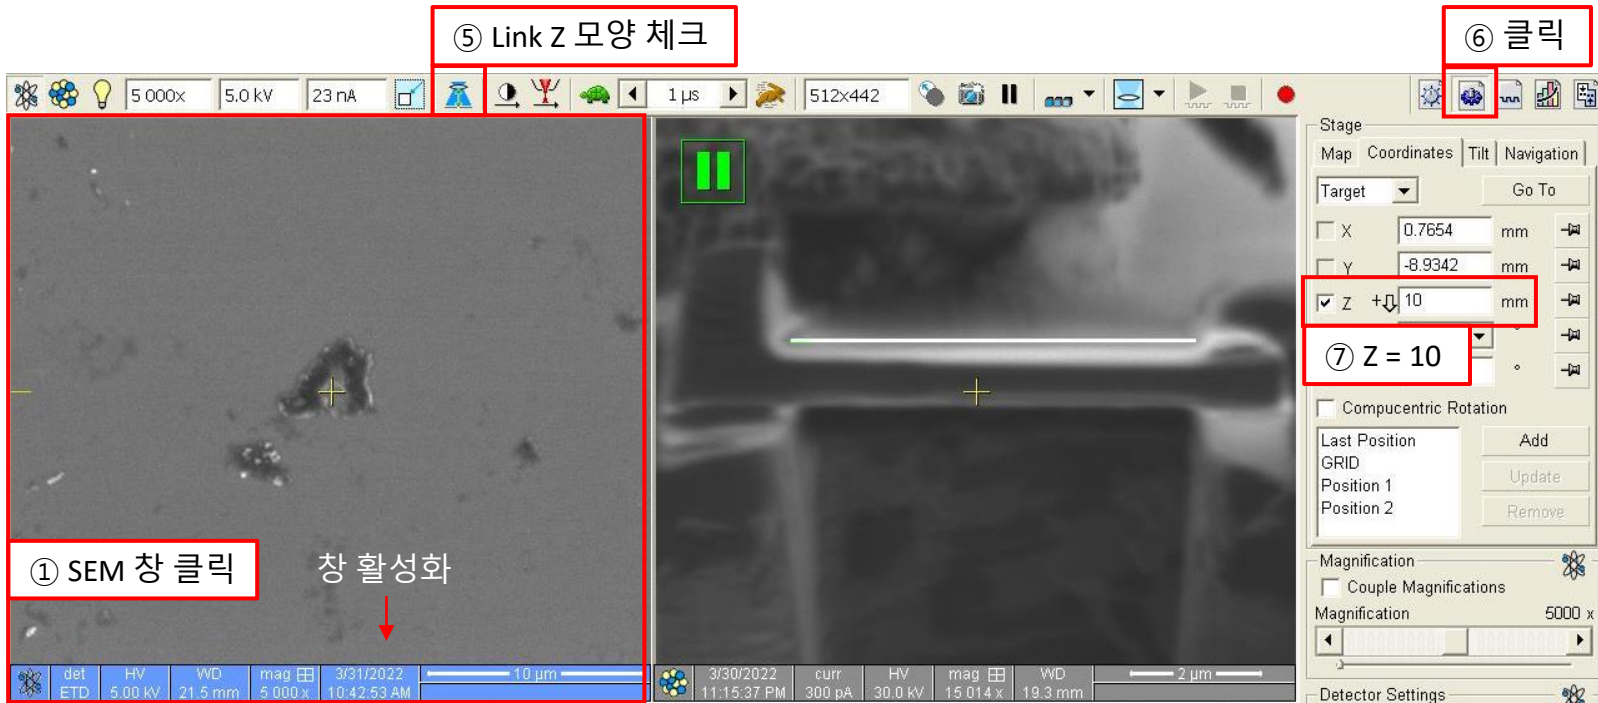 ⑤ Link Z 모양 체크
⑥ 클릭
5 000x
5.0 kV
23 nA
1 µs
512x442
Stage
Map
Coordinates
Tilt
Navigation
Target
Go To
X
0.7654
mm
Y
-8.9342
mm
Z
10
mm
°
⑦ Z = 10
°
Compucentric Rotation
Last Position
GRID
Position 1
Position 2
Add
Update
Remove
① SEM 창 클릭
창 활성화
Magnification
Couple Magnifications
Magnification
5000 x
Detector Settings
det
ETD
HV
5.00 kV
WD
21.5 mm
mag
5 000 x
3/31/2022
10:42:53 AM
10 µm
3/30/2022
11:15:37 PM
curr
300 pA
HV
30.0 kV
mag
15 014 x
WD
19.3 mm
2 µm